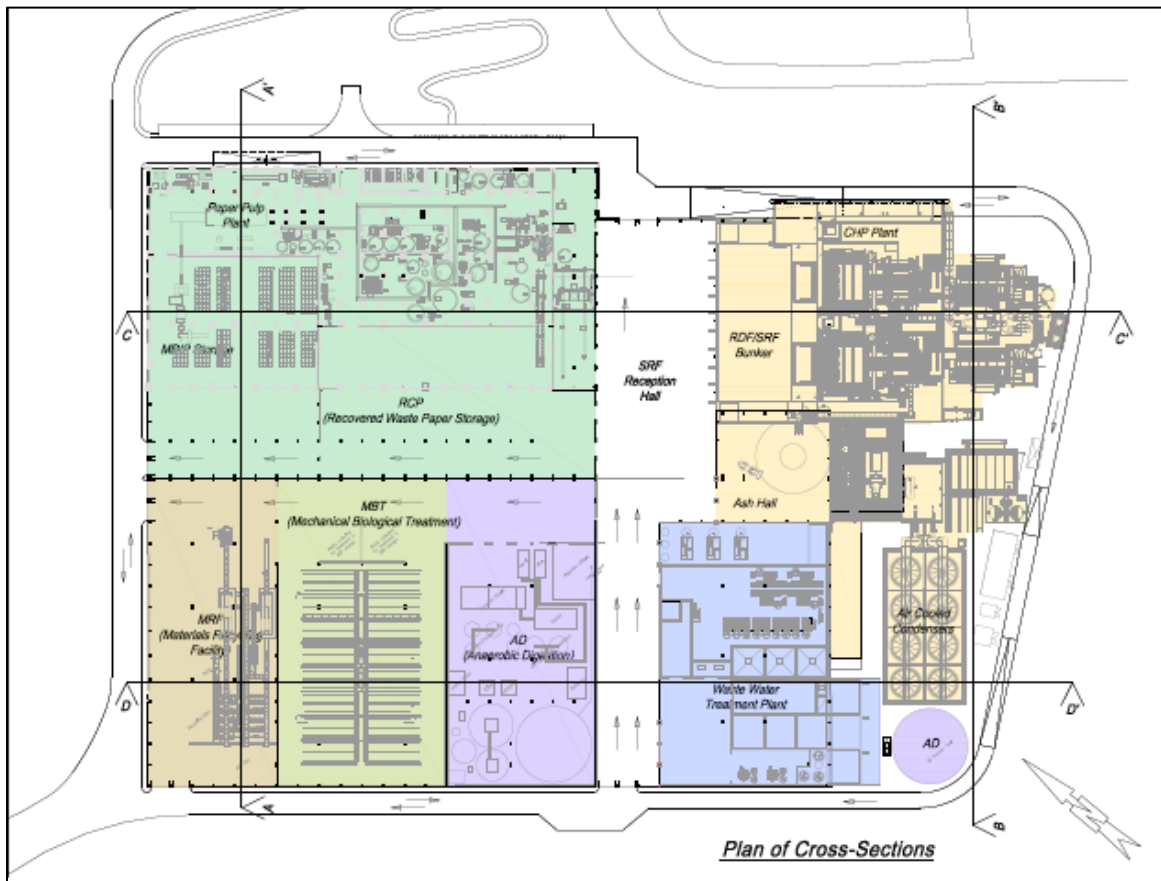 A'
B'
Paper Pulp
Plant
CHP Plant
C
C'
Storage
RDF/SRF
Bunker
SRF
Reception
Hall
RCP
(Recovered Waste Paper Storage)
Ash Hall
MBT
(Mechanical Biological Treatment)
MRF
(Materials
Facility
AD
(Anaerobic Digestion)
Air Cooled
Condensers
D
D'
Waste Water
Treatment Plant
AD
A
B
N
Plan of Cross-Sections